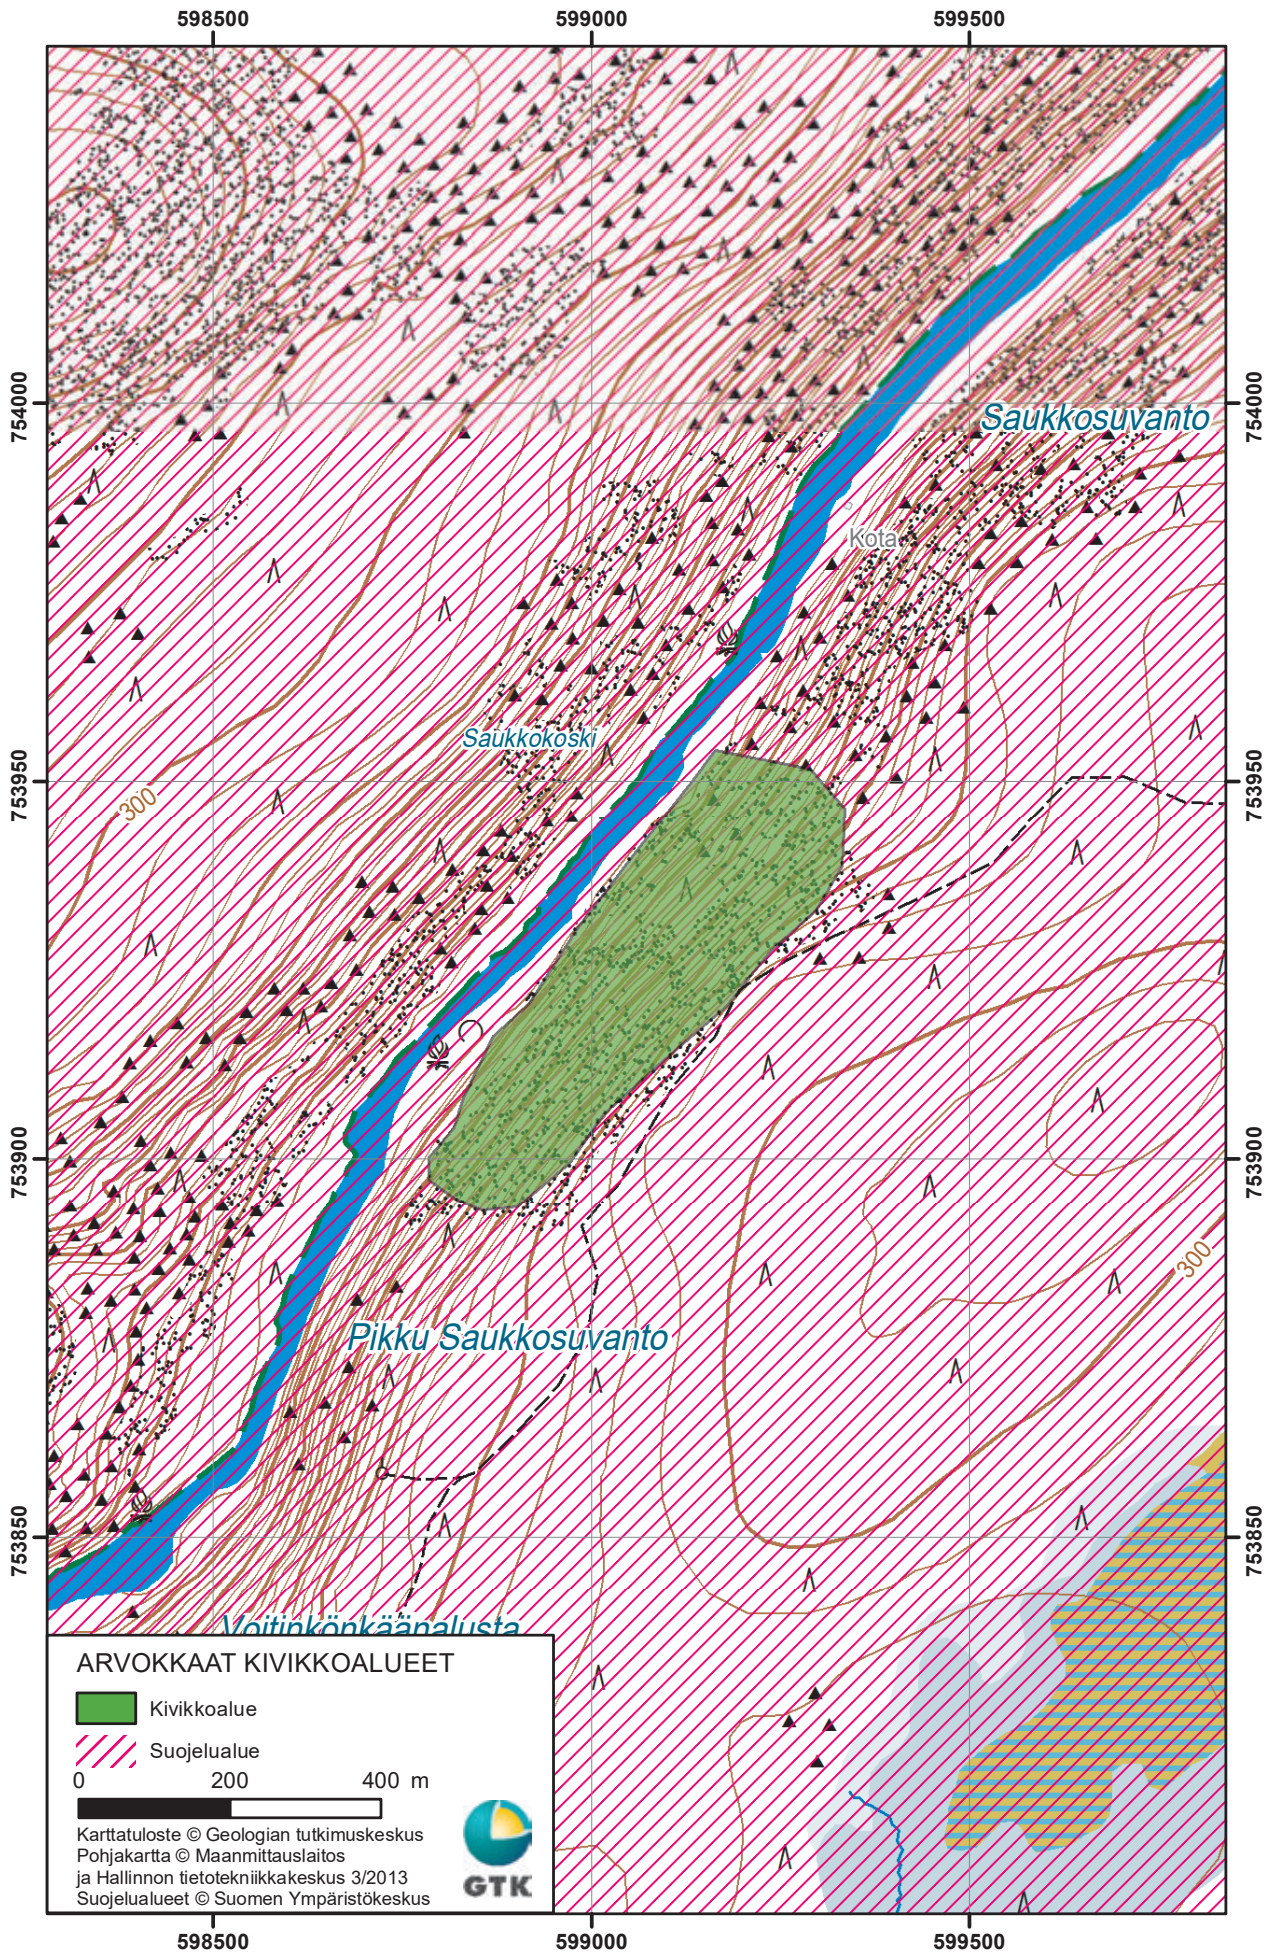 598500 599000 599500
754000 754000
Saukkosuvanto
Kota
Saukkokoski
753950 753950
300
753900 753900
300
Pikku Saukkosuvanto
753850 753850
Voitinkönkäänalusta
ARVOKKAAT KIVIKKOALUEET
Kivikkoalue
Suojelualue
0 200 400 m
Karttatuloste © Geologian tutkimuskeskus
Pohjakartta © Maanmittauslaitos
ja Hallinnon tietotekniikkakeskus 3/2013
Suojelualueet © Suomen Ympäristökeskus
GTK
598500 599000 599500